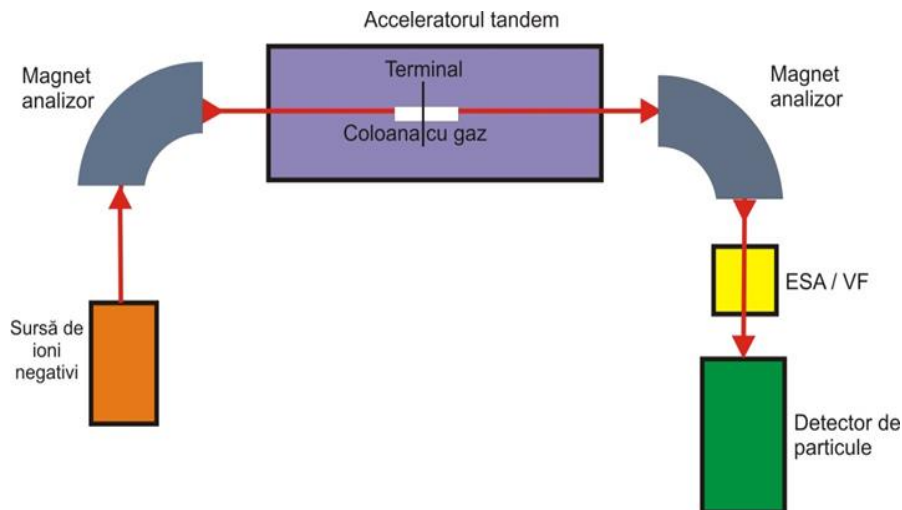 Acceleratorul tandem
Magnet
analizor
Terminal
Coloana cu gaz
Magnet
analizor
ESA / VF
Sursă de
ioni
negativi
Detector de
particule